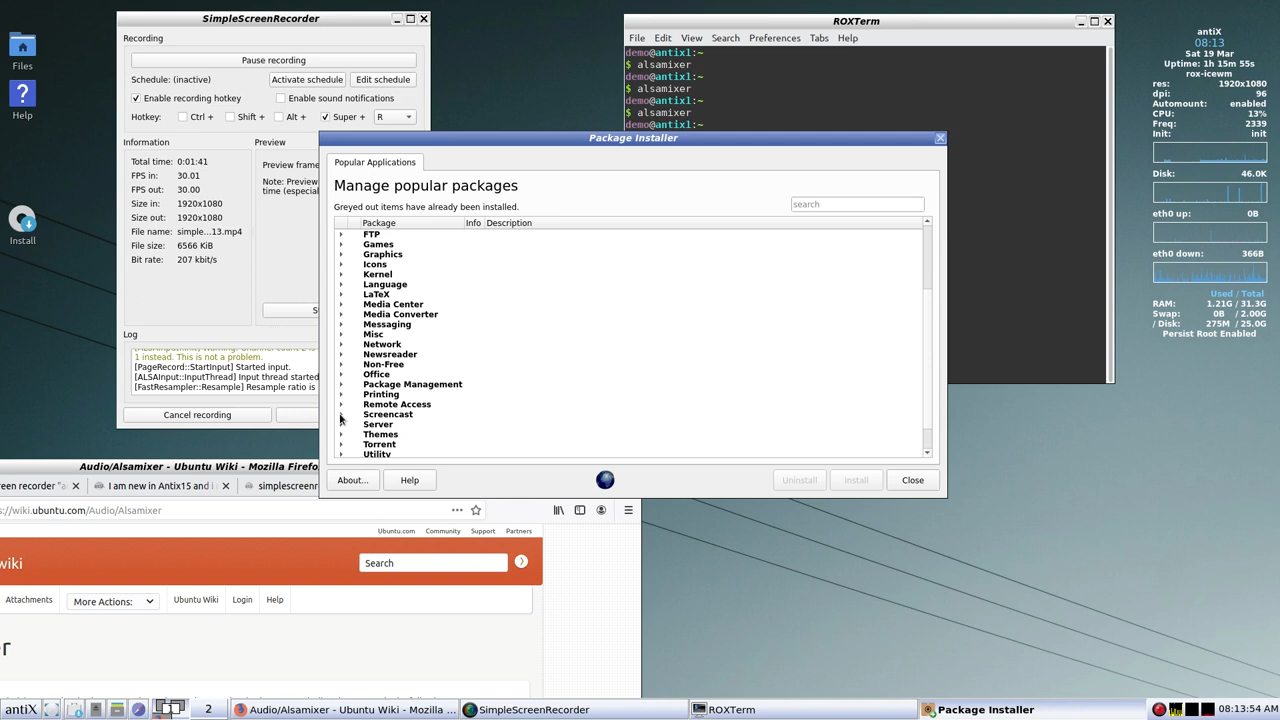 SimpleScreenRecorder
Recording
Pause recording
Schedule: (inactive)
Activate schedule
Edit schedule
Enable recording hotkey
Enable sound notifications
Hotkey:
Ctrl +
Shift +
Alt +
Super +
R
Information
Preview
Total time: 0:01:41
FPS in: 30.01
FPS out: 30.00
Size in: 1920x1080
Size out: 1920x1080
File name: simple...13.mp4
File size: 6566 KiB
Bit rate: 207 kbit/s
Preview frame
Note: Preview
time (especial
Log
1 instead. This is not a problem.
[PageRecord::StartInput] Started input.
[ALSAInput::InputThread] Input thread started
[FastResampler::Resample] Resample ratio is
Cancel recording
Files
Help
Install
ROXTerm
File Edit View Search Preferences Tabs Help
demo@antix1:~
$ alsamixer
demo@antix1:~
$ alsamixer
demo@antix1:~
$ alsamixer
demo@antix1:~
antiX
08:13
Sat 19 Mar
Uptime: 1h 15m 55s
rox-icewm
res: 1920x1080
dpi: 96
Automount: enabled
CPU: 13%
Freq: 2339
Init: init
Disk: 46.0K
eth0 up: 0B
eth0 down: 366B
Used / Total
RAM: 1.21G / 31.3G
Swap: 0B / 2.00G
/ Disk: 275M / 25.0G
Persist Root Enabled
Package Installer
Popular Applications
Manage popular packages
Greyed out items have already been installed.
search
Package Info Description
FTP
Games
Graphics
Icons
Kernel
Language
LaTeX
Media Center
Media Converter
Messaging
Misc
Network
Newsreader
Non-Free
Office
Package Management
Printing
Remote Access
Screencast
Server
Themes
Torrent
Utility
About...
Help
Uninstall
Install
Close
Audio/Alsamixer - Ubuntu Wiki - Mozilla Firefo
een recorder "a
I am new in Antix15 and i
simplescreenr
s://wiki.ubuntu.com/Audio/Alsamixer
Ubuntu.com Community Support Partners
wiki
Search
Attachments
More Actions:
Ubuntu Wiki
Login
Help
r
antiX
2
Audio/Alsamixer - Ubuntu Wiki - Mozilla ...
SimpleScreenRecorder
ROXTerm
Package Installer
08:13:54 AM